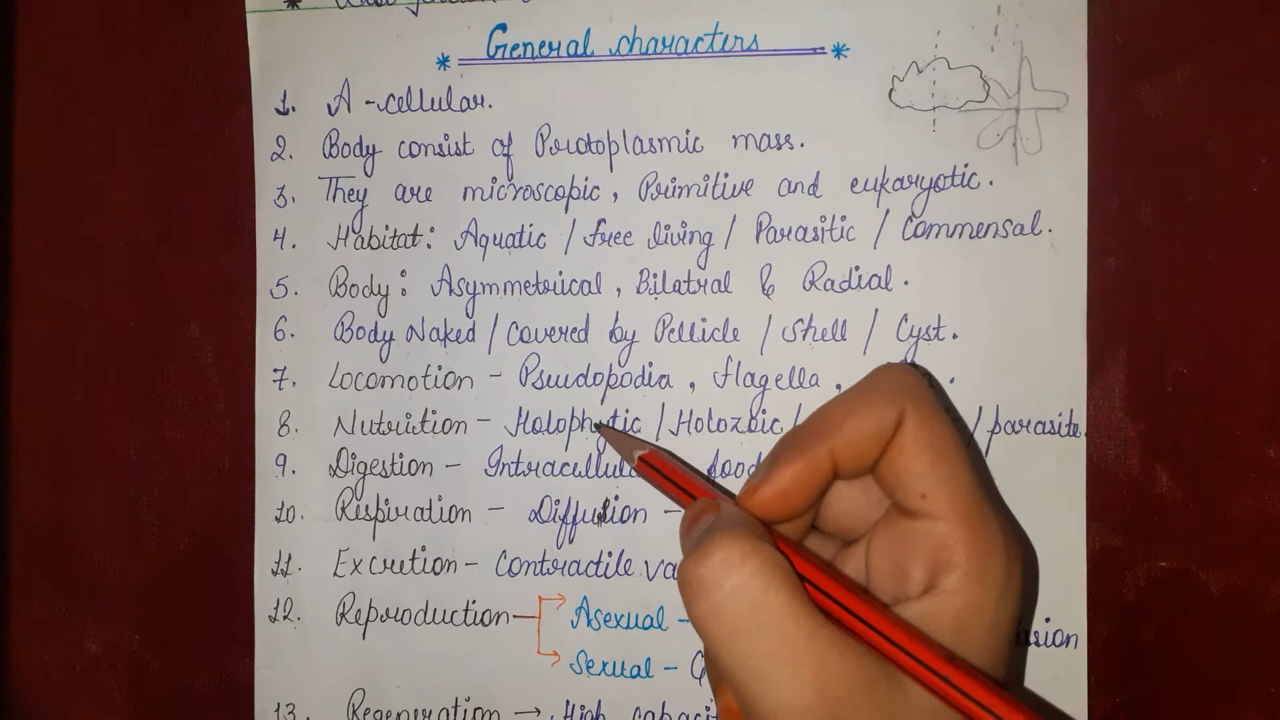 * General characters *
1. A-cellular.
2. Body consist of Protoplasmic mass.
3. They are microscopic, Primitive and eukaryotic.
4. Habitat: Aquatic / free living / Parasitic / Commensal.
5. Body: Asymmetrical, Bilatral & Radial.
6. Body Naked / Covered by Pellicle / Shell / Cyst.
7. Locomotion - Pseudopodia, flagella,
8. Nutrition - Holophytic / Holozoic / / parasite.
9. Digestion - food
10. Respiration - Diffusion -
11. Excretion - Contractile
12. Reproduction
Asexual -
Sexual -
13. Regeneration → High